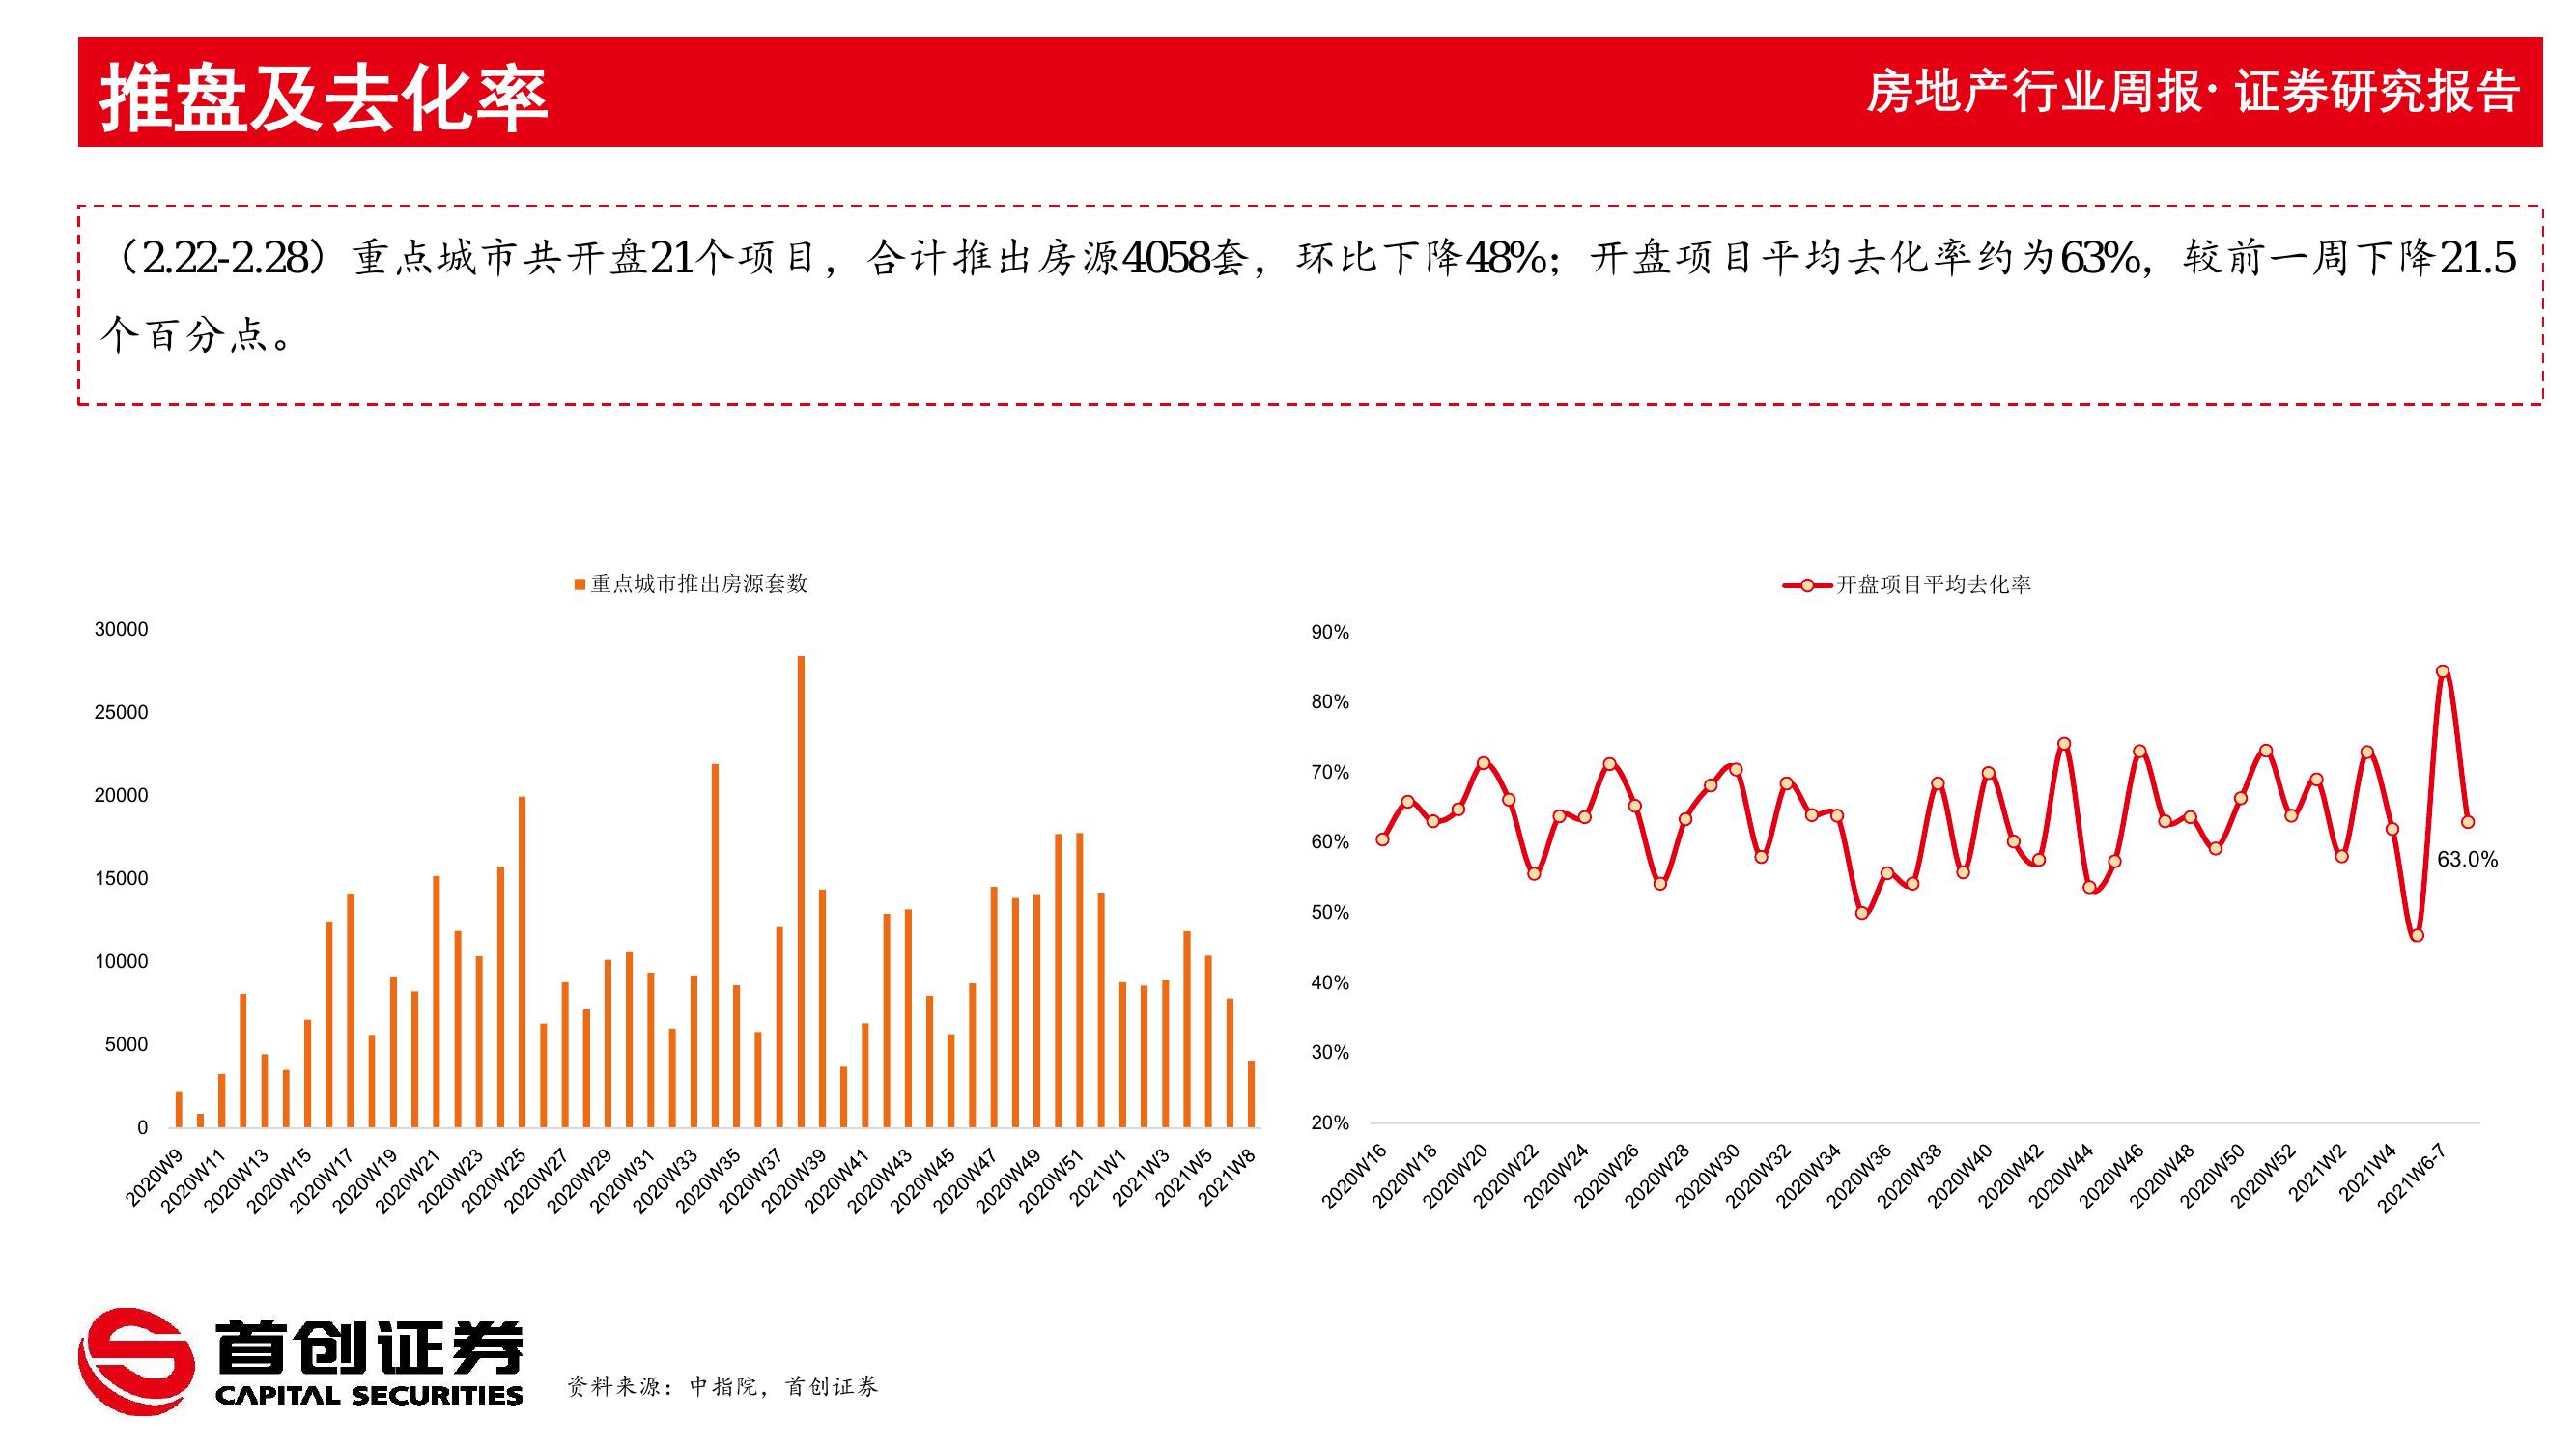 推盘及去化率
房地产行业周报· 证券研究报告
（2.22-2.28）重点城市共开盘21个项目，合计推出房源4058套，环比下降48%；开盘项目平均去化率约为63%，较前一周下降21.5
个百分点。
重点城市推出房源套数
30000
25000
20000
15000
10000
5000
0
2020W9
2020W11
2020W13
2020W15
2020W17
2020W19
2020W21
2020W23
2020W25
2020W27
2020W29
2020W31
2020W33
2020W35
2020W37
2020W39
2020W41
2020W43
2020W45
2020W47
2020W49
2020W51
2021W1
2021W3
2021W5
2021W8
开盘项目平均去化率
90%
80%
70%
60%
50%
40%
30%
20%
63.0%
2020W16
2020W18
2020W20
2020W22
2020W24
2020W26
2020W28
2020W30
2020W32
2020W34
2020W36
2020W38
2020W40
2020W42
2020W44
2020W46
2020W48
2020W50
2020W52
2021W2
2021W4
2021W6-7
首创证券
CAPITAL SECURITIES
资料来源：中指院，首创证券